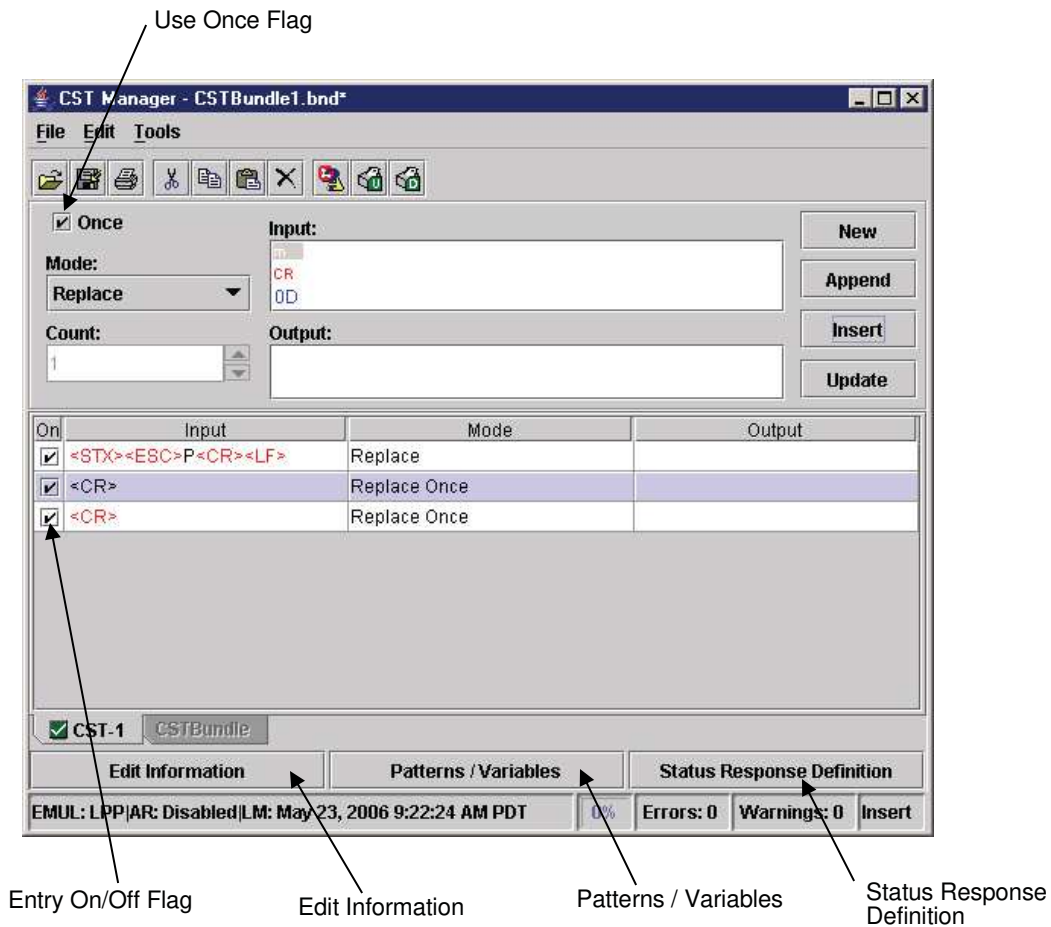 Use Once Flag
CST Manager - CSTBundle1.bnd*
File Edit Tools
Once
Input:
New
Mode:
CR
Append
Replace
0D
Count:
Output:
Insert
1
Update
On Input Mode Output
<STX><ESC>P<CR><LF> Replace
<CR> Replace Once
<CR> Replace Once
CST-1 CSTBundle
Edit Information Patterns / Variables Status Response Definition
EMUL: LPP|AR: Disabled|LM: May 23, 2006 9:22:24 AM PDT 0% Errors: 0 Warnings: 0 Insert
Entry On/Off Flag
Edit Information
Patterns / Variables
Status Response
Definition